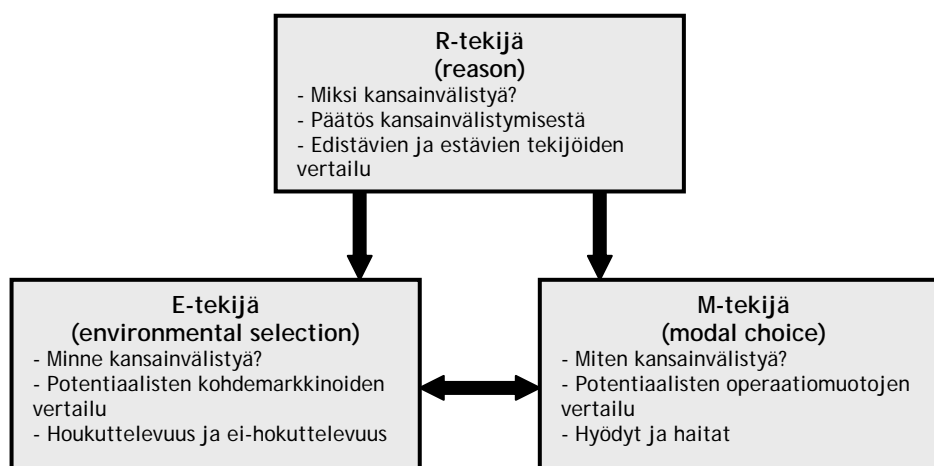 R-tekijä
(reason)
- Miksi kansainvälistyä?
- Päätös kansainvälistymisestä
- Edistävien ja estävien tekijöiden
vertailu
E-tekijä
(environmental selection)
- Minne kansainvälistyä?
- Potentiaalisten kohdemarkkinoiden
vertailu
- Houkuttelevuus ja ei-hokuttelevuus
M-tekijä
(modal choice)
- Miten kansainvälistyä?
- Potentiaalisten operaatiomuotojen
vertailu
- Hyödyt ja haitat